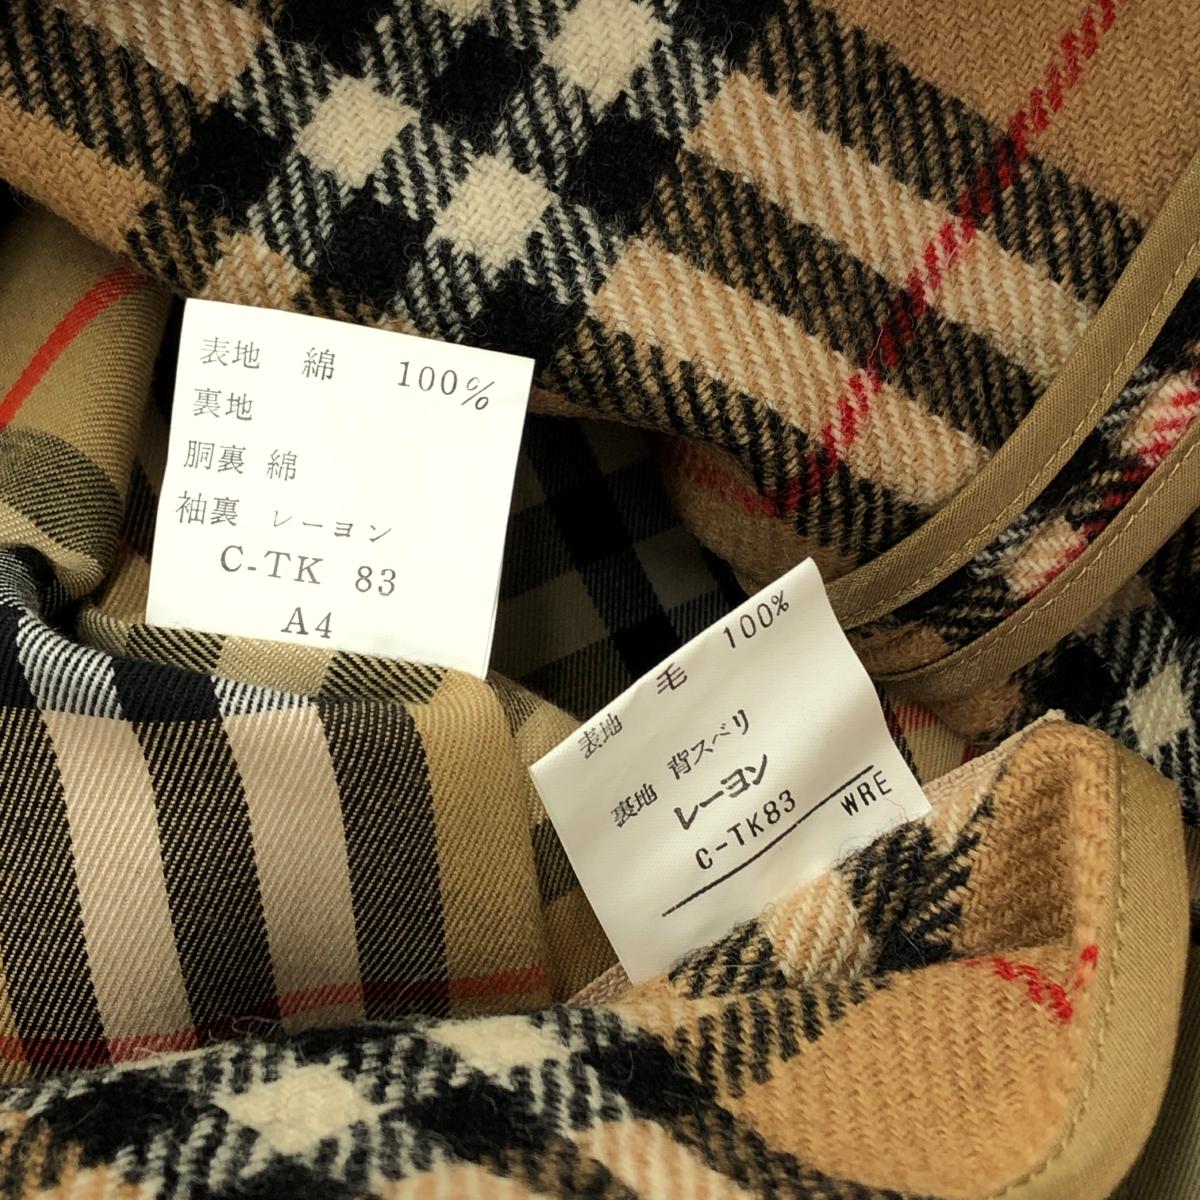 表地 綿 100%
裏地
胴裏 綿
袖裏 レーヨン
C-TK 83
A4
表地 毛 100%
裏地 背スベリ
レーヨン
C-TK83 WRE